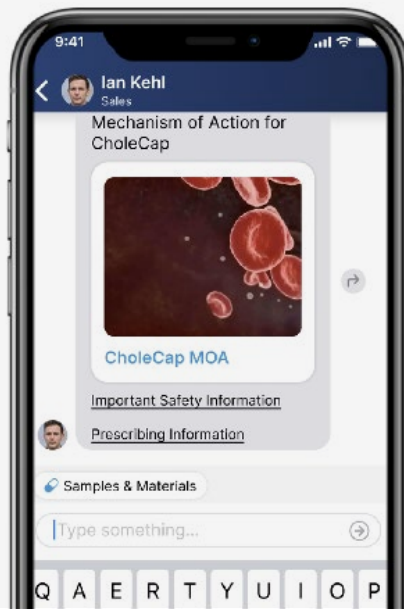 9:41
Ian Kehl
Sales
Mechanism of Action for
CholeCap
CholeCap MOA
Important Safety Information
Prescribing Information
Samples & Materials
Type something...
Q A E R T Y U I O P